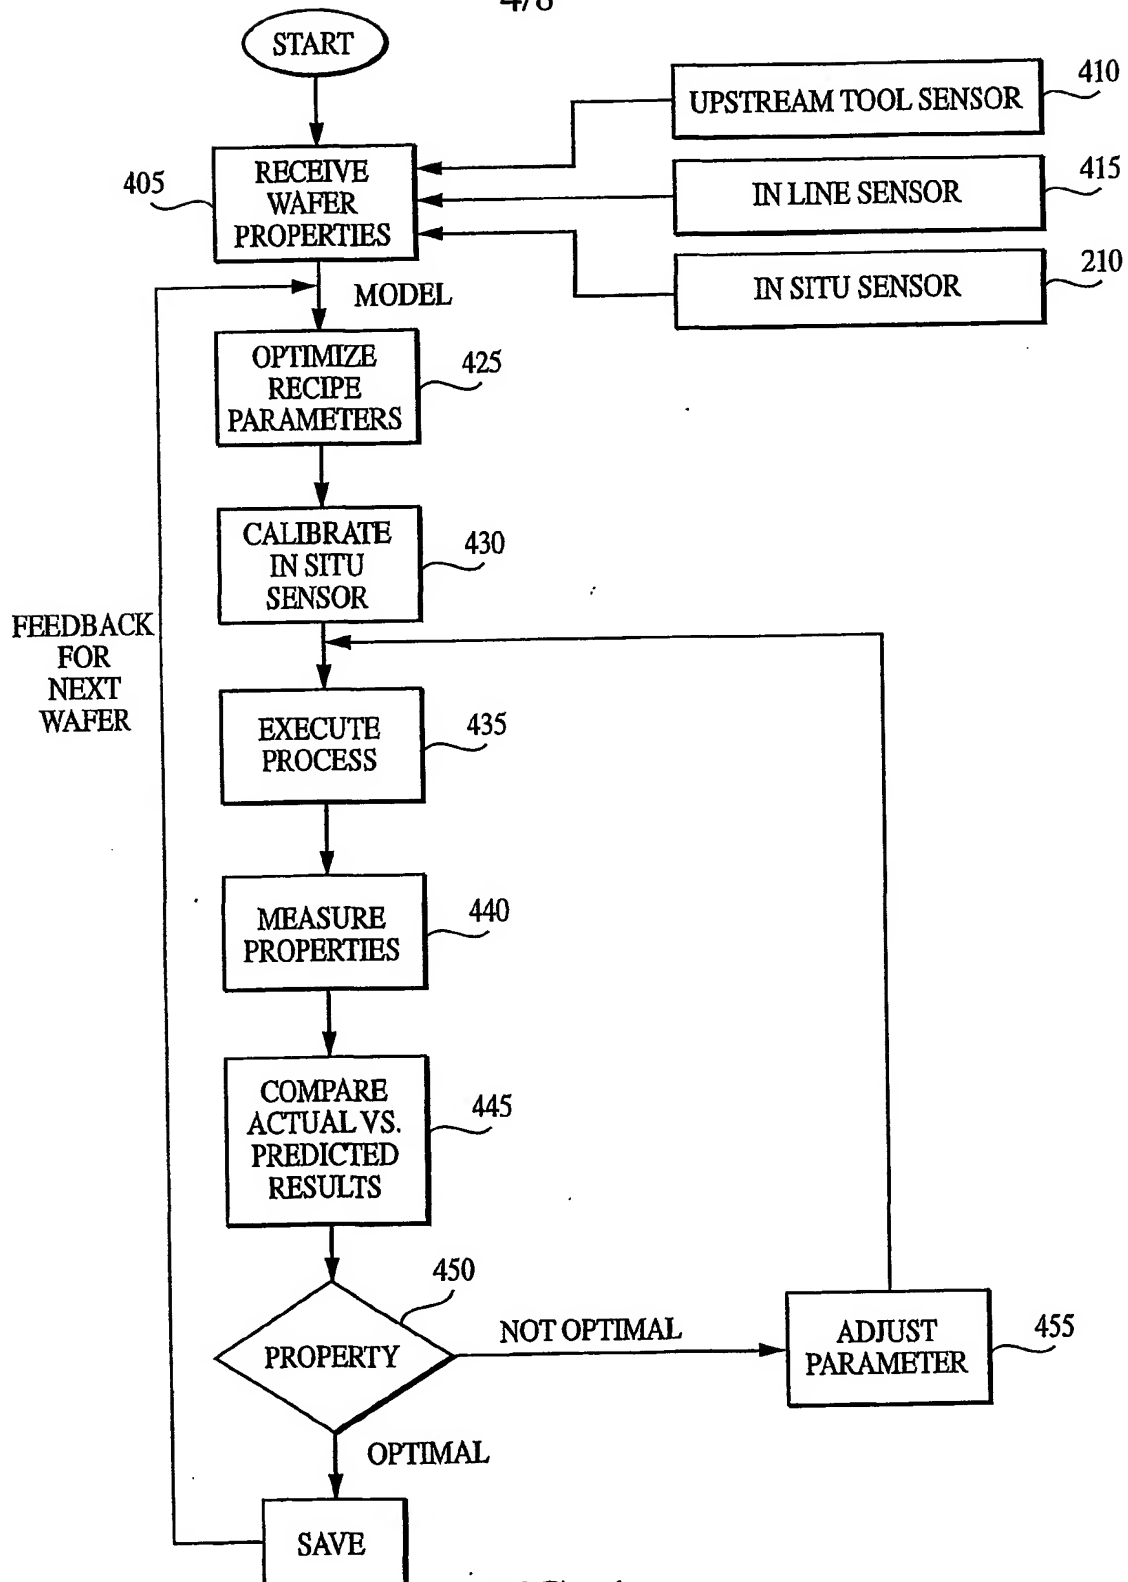 4/8
START
UPSTREAM TOOL SENSOR
410
405
RECEIVE
WAFER
PROPERTIES
IN LINE SENSOR
415
IN SITU SENSOR
210
MODEL
OPTIMIZE
RECIPE
PARAMETERS
425
CALIBRATE
IN SITU
SENSOR
430
FEEDBACK
FOR
NEXT
WAFER
EXECUTE
PROCESS
435
MEASURE
PROPERTIES
440
COMPARE
ACTUAL VS.
PREDICTED
RESULTS
445
450
PROPERTY
NOT OPTIMAL
ADJUST
PARAMETER
455
OPTIMAL
SAVE